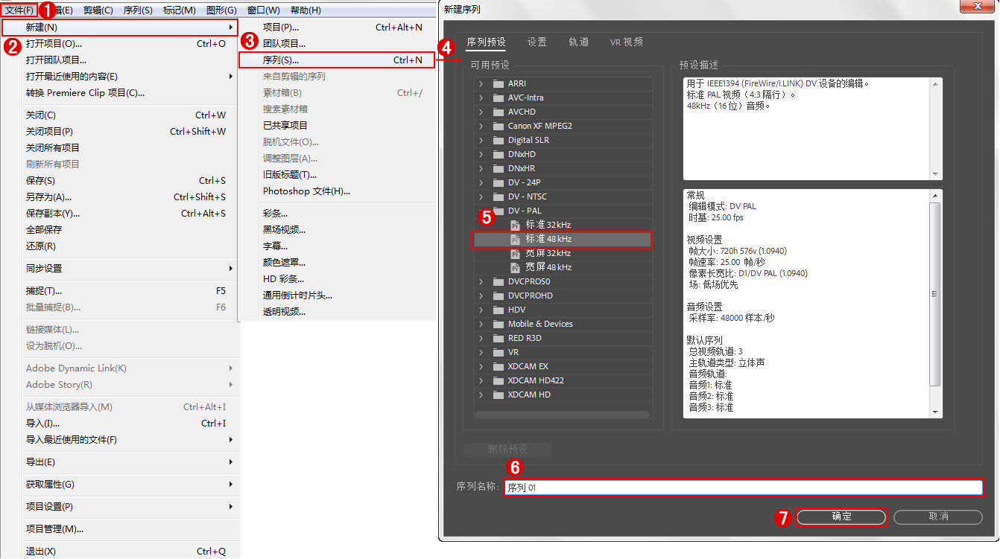 文件(F) 编辑(E) 剪辑(C) 序列(S) 标记(M) 图形(G) 窗口(W) 帮助(H)
1
新建(N)
2
打开项目(O)... Ctrl+O
打开团队项目...
打开最近使用的内容(E)
转换 Premiere Clip 项目(C)...
关闭(C) Ctrl+W
关闭项目(P) Ctrl+Shift+W
关闭所有项目
刷新所有项目
保存(S) Ctrl+S
另存为(A)... Ctrl+Shift+S
保存副本(Y)... Ctrl+Alt+S
全部保存
还原(R)
同步设置
捕捉(T)... F5
批量捕捉(B)... F6
链接媒体(L)...
设为脱机(O)...
Adobe Dynamic Link(K)
Adobe Story(R)
从媒体浏览器导入(M) Ctrl+Alt+I
导入(I)... Ctrl+I
导入最近使用的文件(F)
导出(E)
获取属性(G)
项目设置(P)
项目管理(M)...
退出(X) Ctrl+Q
项目(P)... Ctrl+Alt+N
3
团队项目...
序列(S)... Ctrl+N
来自剪辑的序列
素材箱(B) Ctrl+/
搜索素材箱
已共享项目
脱机文件(O)...
调整图层(A)...
旧版标题(T)...
Photoshop 文件(H)...
彩条...
黑场视频...
字幕...
颜色遮罩...
HD 彩条...
通用倒计时片头...
透明视频...
4
新建序列
序列预设 设置 轨道 VR 视频
可用预设
ARRI
AVC-Intra
AVCHD
Canon XF MPEG2
Digital SLR
DNxHD
DNxHR
DV - 24P
DV - NTSC
DV - PAL
5
标准 32kHz
标准 48kHz
宽屏 32kHz
宽屏 48kHz
DVCPRO50
DVCPROHD
HDV
Mobile & Devices
RED R3D
VR
XDCAM EX
XDCAM HD422
XDCAM HD
删除预设
预设描述
用于 IEEE1394 (FireWire/i.LINK) DV 设备的编辑。
标准 PAL 视频（4:3 隔行）。
48kHz（16 位）音频。
常规
编辑模式: DV PAL
时基: 25.00 fps
视频设置
帧大小: 720h 576v (1.0940)
帧速率: 25.00 帧/秒
像素长宽比: D1/DV PAL (1.0940)
场: 低场优先
音频设置
采样率: 48000 样本/秒
默认序列
总视频轨道: 3
主轨道类型: 立体声
音频轨道:
音频1: 标准
音频2: 标准
音频3: 标准
6
序列名称: 序列 01
7
确定 取消